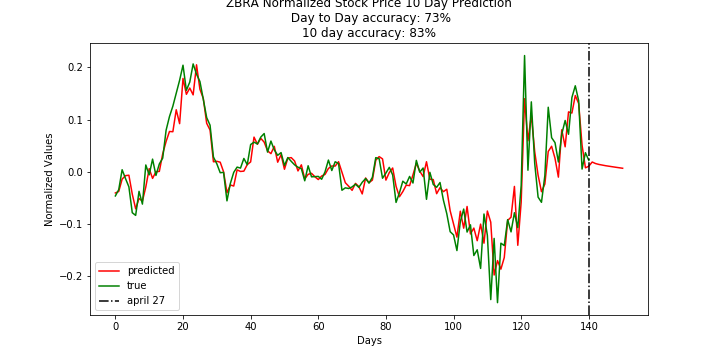 ZBRA Normalized Stock Price 10 Day Prediction
Day to Day accuracy: 73%
10 day accuracy: 83%
Normalized Values
0.2
0.1
0.0
−0.1
−0.2
predicted
true
april 27
0 20 40 60 80 100 120 140
Days